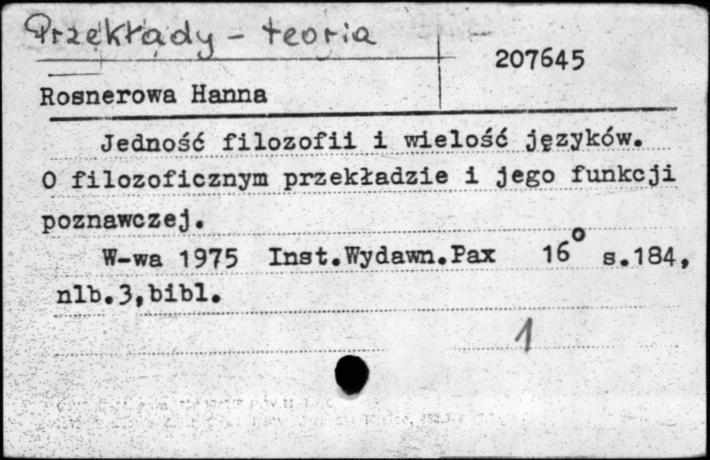 Przekłady - teoria
207645
Rosnerowa Hanna
Jedność filozofii i wielość języków.
O filozoficznym przekładzie i jego funkcji
poznawczej.
W-wa 1975 Inst.Wydawn.Pax 16° s.184,
nlb.3,bibl.
1